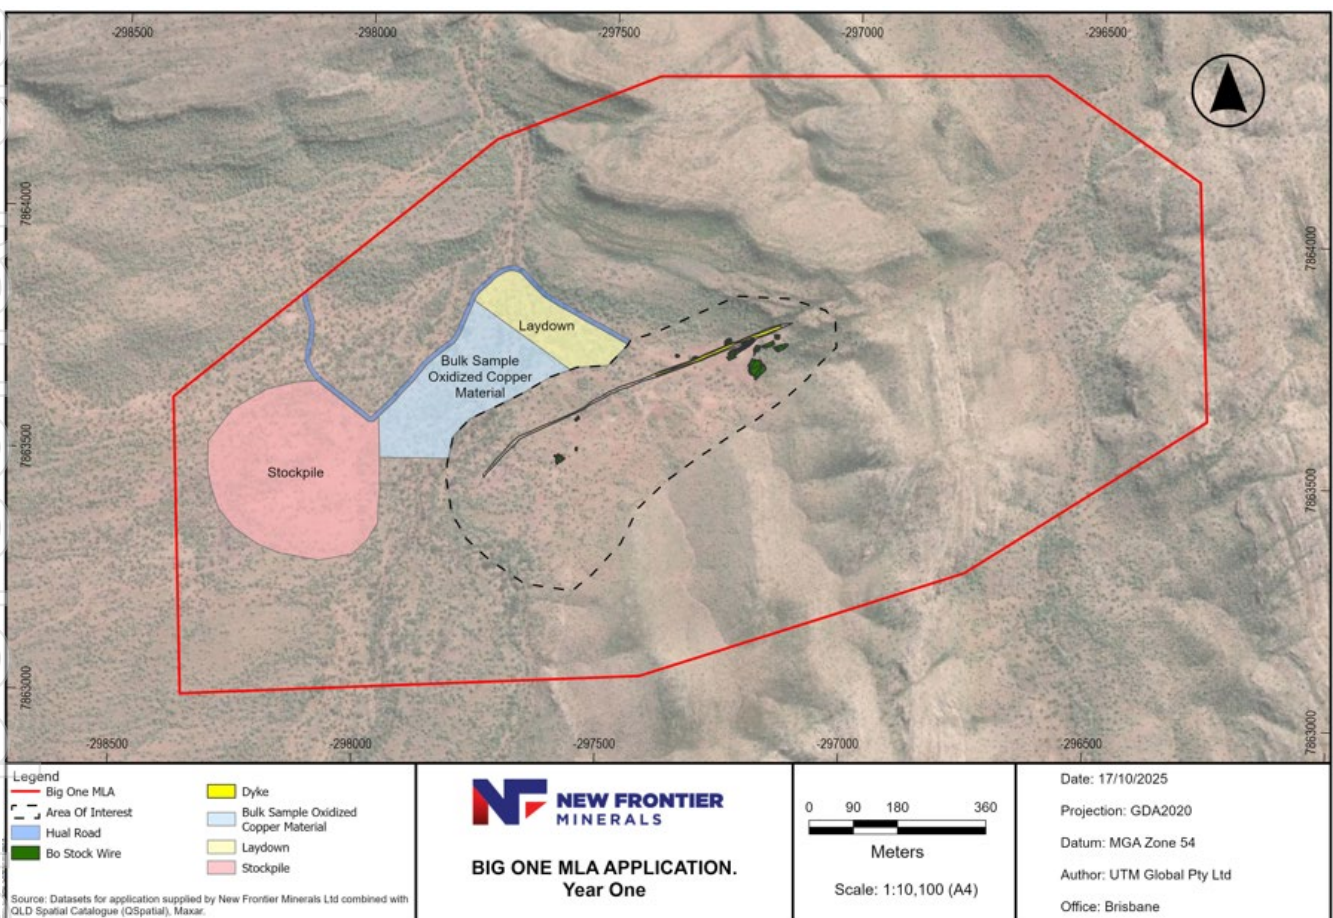 -298500
-298000
-297500
-297000
-296500
7864000
7864000
Laydown
Bulk Sample
Oxidized Copper
Material
7863500
7863500
Stockpile
7863000
7863000
-298500
-298000
-297500
-297000
-296500
Legend
Big One MLA
Area Of Interest
Hual Road
Bo Stock Wire
Dyke
Bulk Sample Oxidized
Copper Material
Laydown
Stockpile
Source: Datasets for application supplied by New Frontier Minerals Ltd combined with
QLD Spatial Catalogue (QSpatial), Maxar.
NF NEW FRONTIER
MINERALS
BIG ONE MLA APPLICATION.
Year One
0 90 180 360
Meters
Scale: 1:10,100 (A4)
Date: 17/10/2025
Projection: GDA2020
Datum: MGA Zone 54
Author: UTM Global Pty Ltd
Office: Brisbane